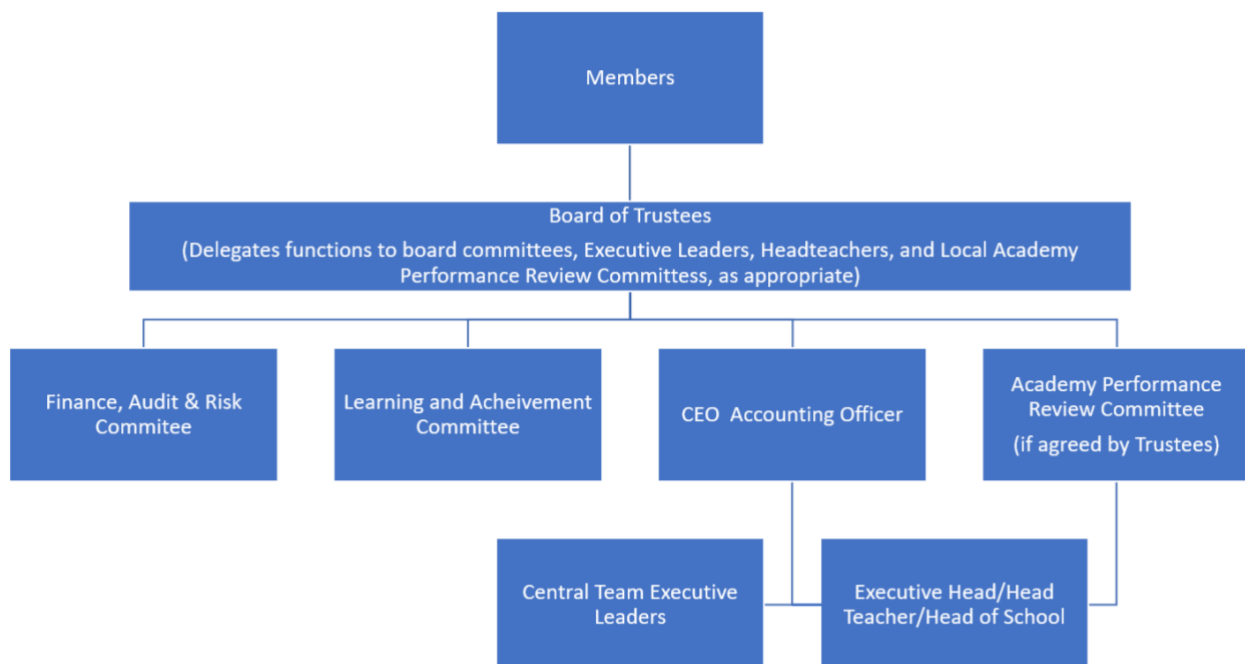 Members
Board of Trustees
(Delegates functions to board committees, Executive Leaders, Headteachers, and Local Academy
Performance Review Committess, as appropriate)
Finance, Audit & Risk
Commitee
Learning and Acheivement
Committee
CEO  Accounting Officer
Academy Performance
Review Committee
(if agreed by Trustees)
Central Team Executive
Leaders
Executive Head/Head
Teacher/Head of School